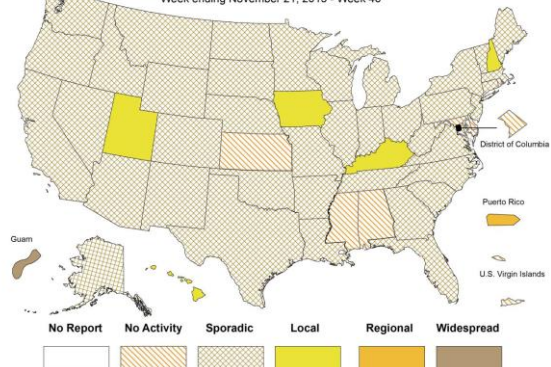 District of Columbia
Puerto Rico
Guam
U.S. Virgin Islands
No Report No Activity Sporadic Local Regional Widespread